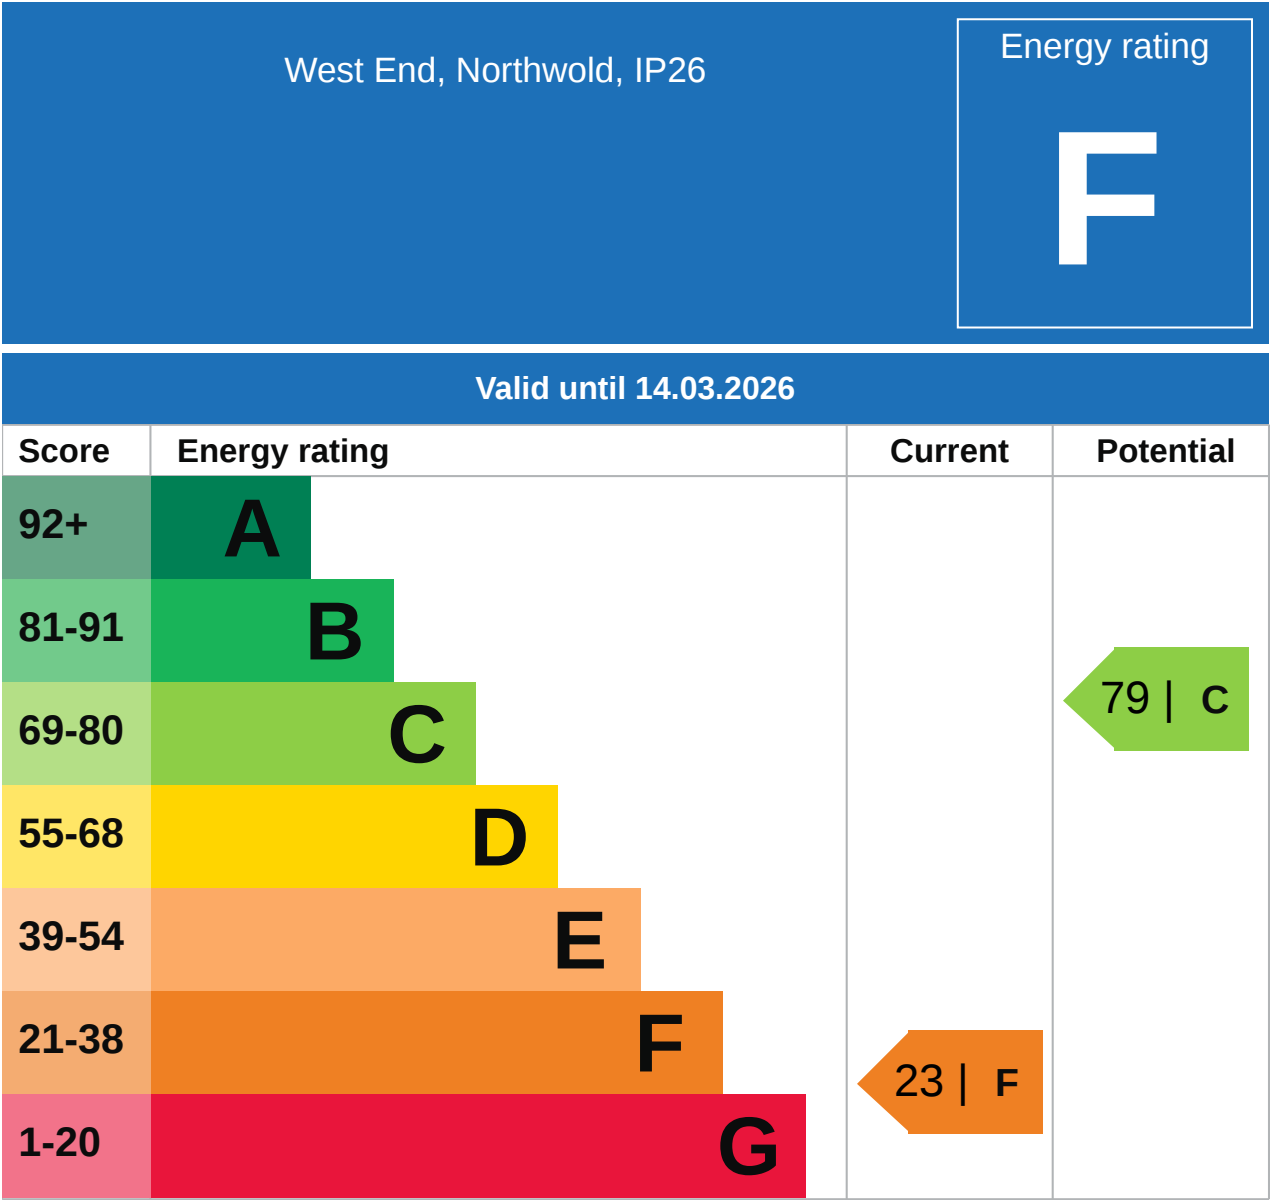 West End, Northwold, IP26
Energy rating
F
Valid until 14.03.2026
Score Energy rating Current Potential
92+ A
81-91 B
79 | C
69-80 C
55-68 D
39-54 E
21-38 F
23 | F
1-20 G